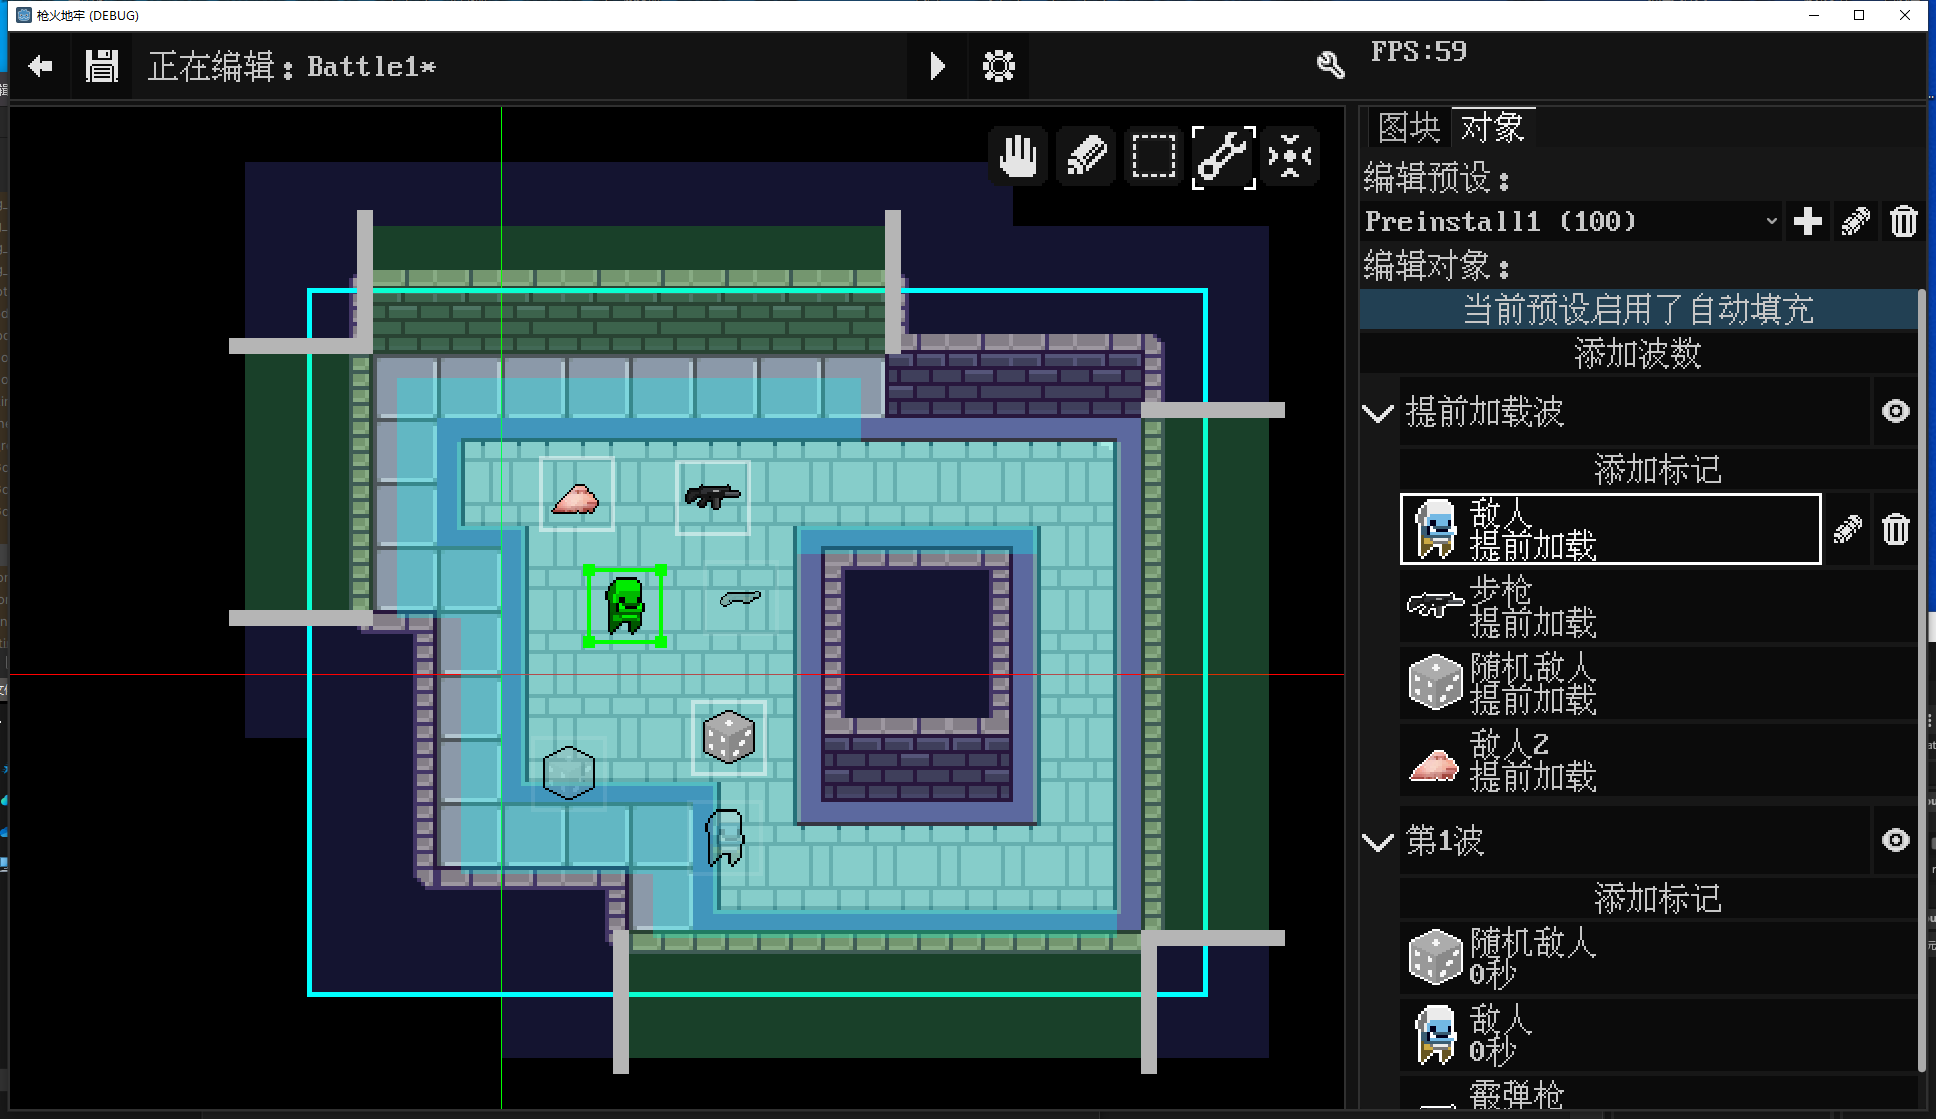 枪火地牢 (DEBUG)
正在编辑：Battle1*
FPS:59
图块 对象
编辑预设：
Preinstall1 (100)
编辑对象：
当前预设启用了自动填充
添加波数
提前加载波
添加标记
敌人
提前加载
步枪
提前加载
随机敌人
提前加载
敌人2
提前加载
第1波
添加标记
随机敌人
0秒
敌人
0秒
霰弹枪